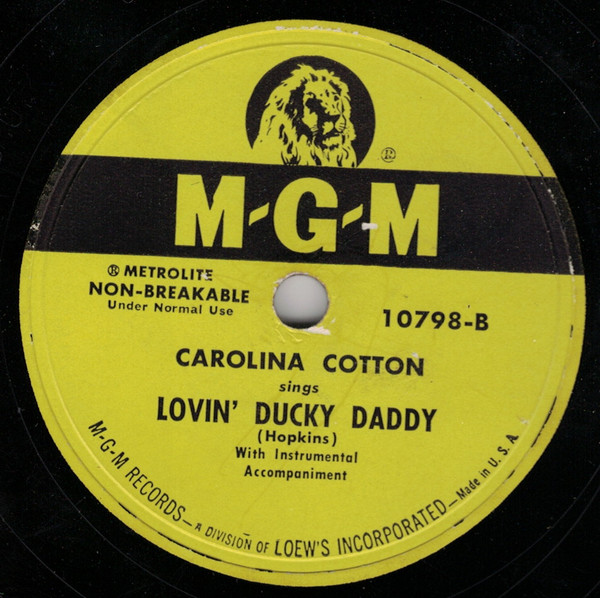 ®
M-G-M
® METROLITE
NON-BREAKABLE
Under Normal Use
10798-B
CAROLINA COTTON
sings
LOVIN' DUCKY DADDY
(Hopkins)
With Instrumental
Accompaniment
M-G-M RECORDS—A DIVISION OF LOEW'S INCORPORATED—Made in U.S.A.